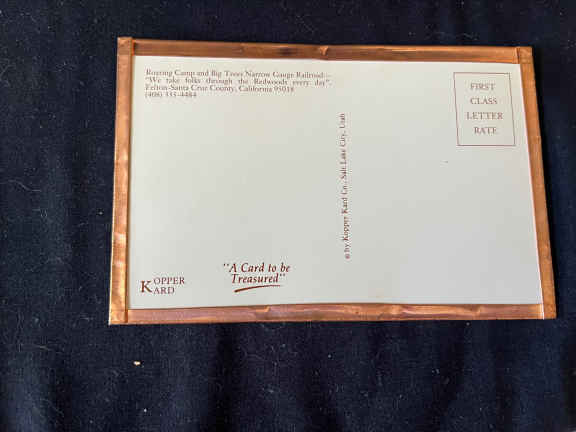 Roaring Camp and Big Trees Narrow Gauge Railroad—
"We take folks through the Redwoods every day".
Felton-Santa Cruz County, California 95018
(408) 335-4484
FIRST
CLASS
LETTER
RATE
© by Kopper Kard Co., Salt Lake City, Utah
"A Card to be
Treasured"
KOPPER
KARD